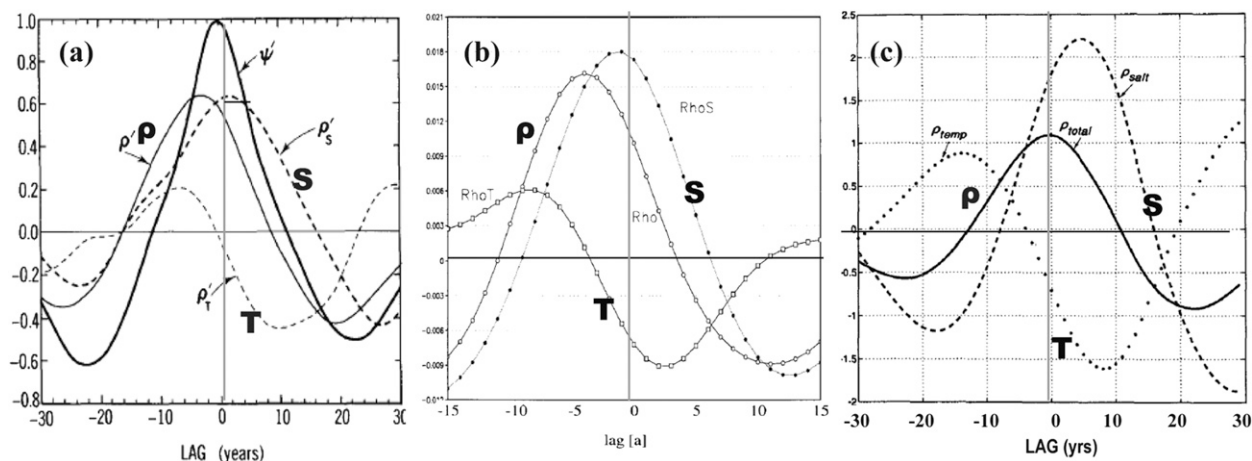 (a)
1.0
0.8
0.6
0.4
0.2
0.0
-0.2
-0.4
-0.6
-0.8
ψ'
ρ' ρ
ρ'S
S
ρ'T
T
-30 -20 -10 0 10 20 30
LAG (years)
(b)
0.021
0.018
0.015
0.012
0.009
0.006
0.003
0
-0.003
-0.006
-0.009
-0.012
ρ
RhoS
RhoT
Rho
S
T
-15 -10 -5 0 5 10 15
lag [a]
(c)
2.5
2
1.5
1
0.5
0
-0.5
-1
-1.5
-2
ρsalt
ρtemp
ρtotal
ρ
S
T
-30 -20 -10 0 10 20 30
LAG (yrs)